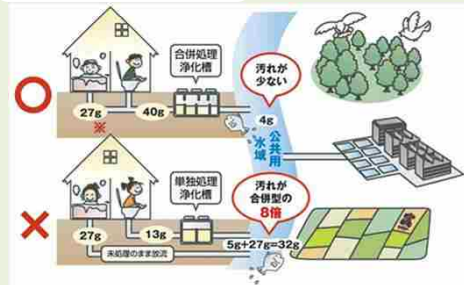 合併処理
浄化槽
汚れが
少ない
27g
※
40g
4g
公共用
水域
単独処理
浄化槽
汚れが
合併型の
8倍
27g
13g
5g+27g=32g
未処理のまま放流